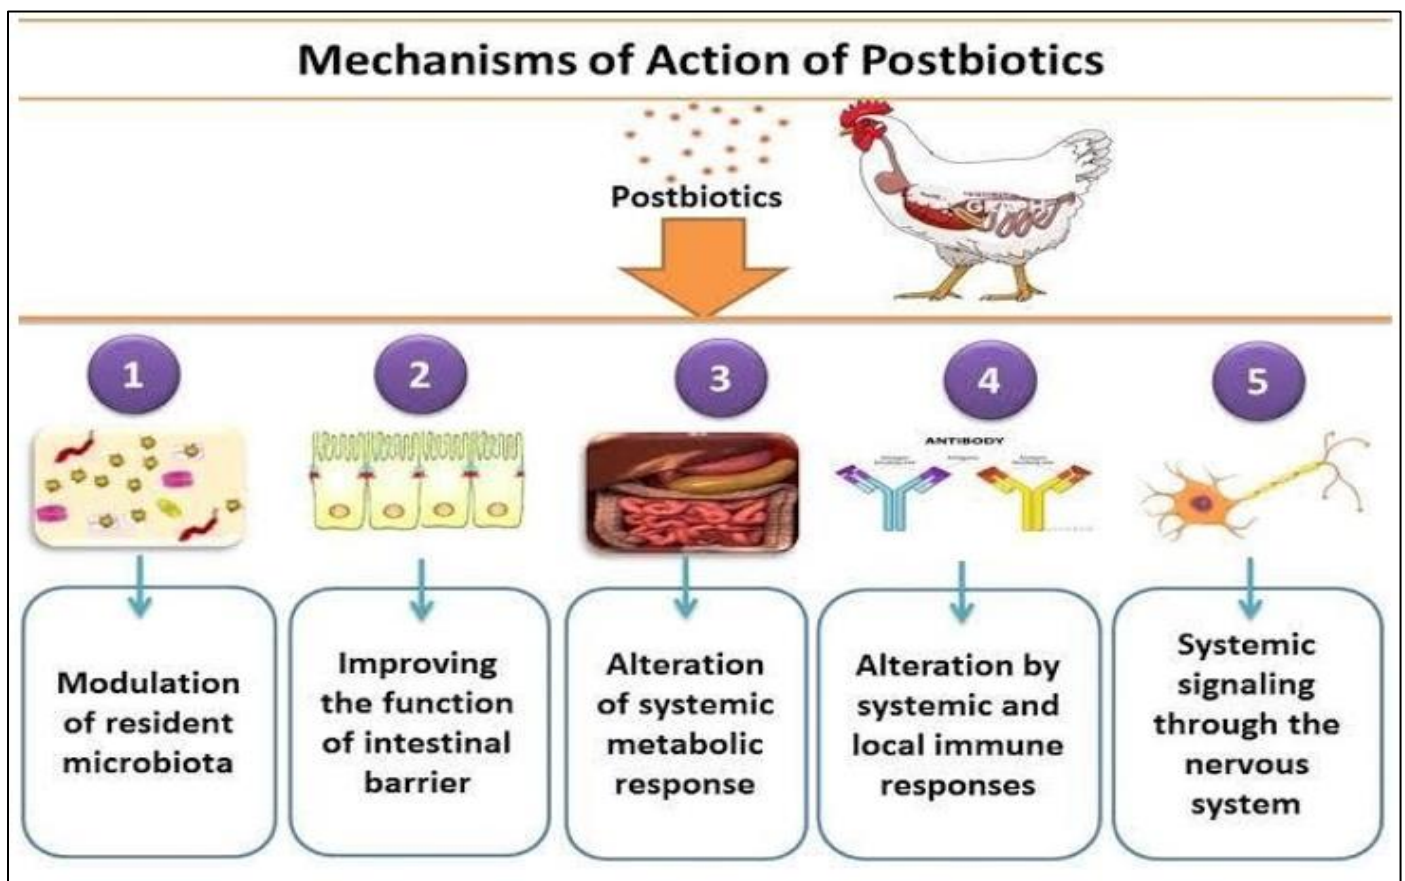 Mechanisms of Action of Postbiotics
Postbiotics
1
2
3
4
5
ANTIBODY
Modulation
of resident
microbiota
Improving
the function
of intestinal
barrier
Alteration
of systemic
metabolic
response
Alteration by
systemic and
local immune
responses
Systemic
signaling
through the
nervous
system